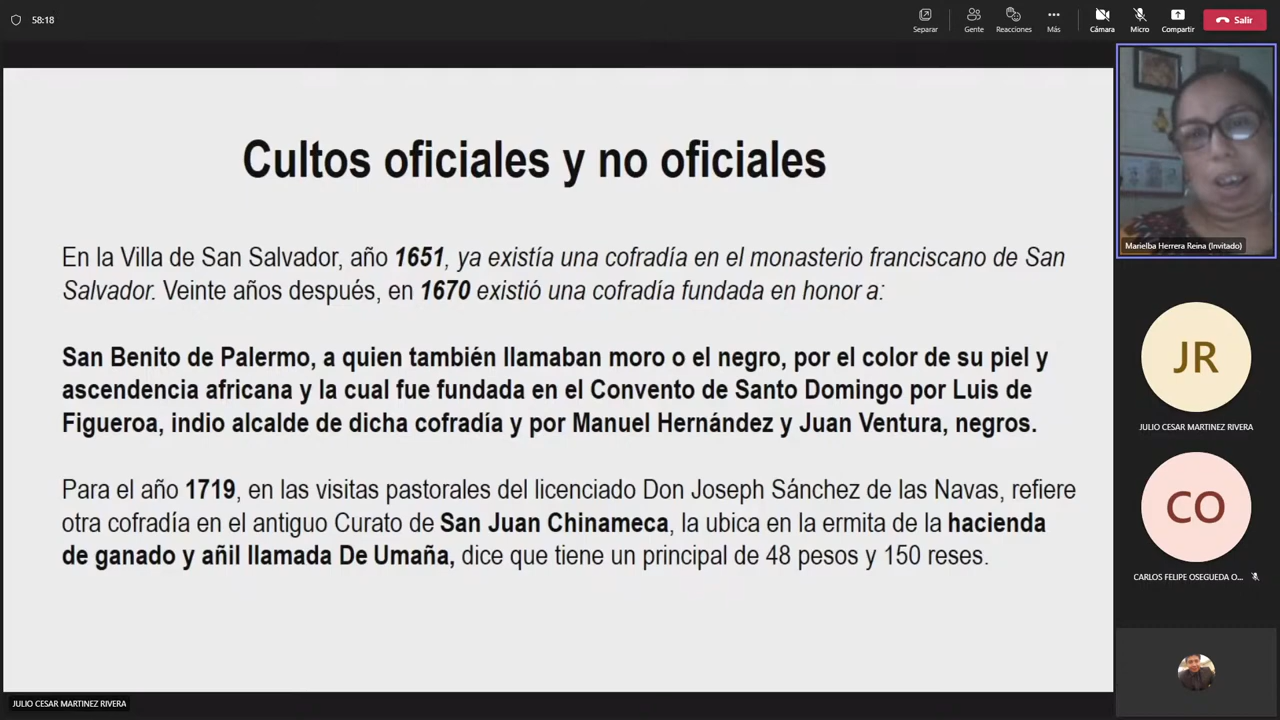 58:18
Separar
Gente
Reacciones
Más
Cámara
Micro
Compartir
Salir
Cultos oficiales y no oficiales
En la Villa de San Salvador, año 1651, ya existía una cofradía en el monasterio franciscano de San
Salvador. Veinte años después, en 1670 existió una cofradía fundada en honor a:
San Benito de Palermo, a quien también llamaban moro o el negro, por el color de su piel y
ascendencia africana y la cual fue fundada en el Convento de Santo Domingo por Luis de
Figueroa, indio alcalde de dicha cofradía y por Manuel Hernández y Juan Ventura, negros.
Para el año 1719, en las visitas pastorales del licenciado Don Joseph Sánchez de las Navas, refiere
otra cofradía en el antiguo Curato de San Juan Chinameca, la ubica en la ermita de la hacienda
de ganado y añil llamada De Umaña, dice que tiene un principal de 48 pesos y 150 reses.
Marielba Herrera Reina (Invitado)
JR
JULIO CESAR MARTINEZ RIVERA
CO
CARLOS FELIPE OSEGUEDA O...
JULIO CESAR MARTINEZ RIVERA